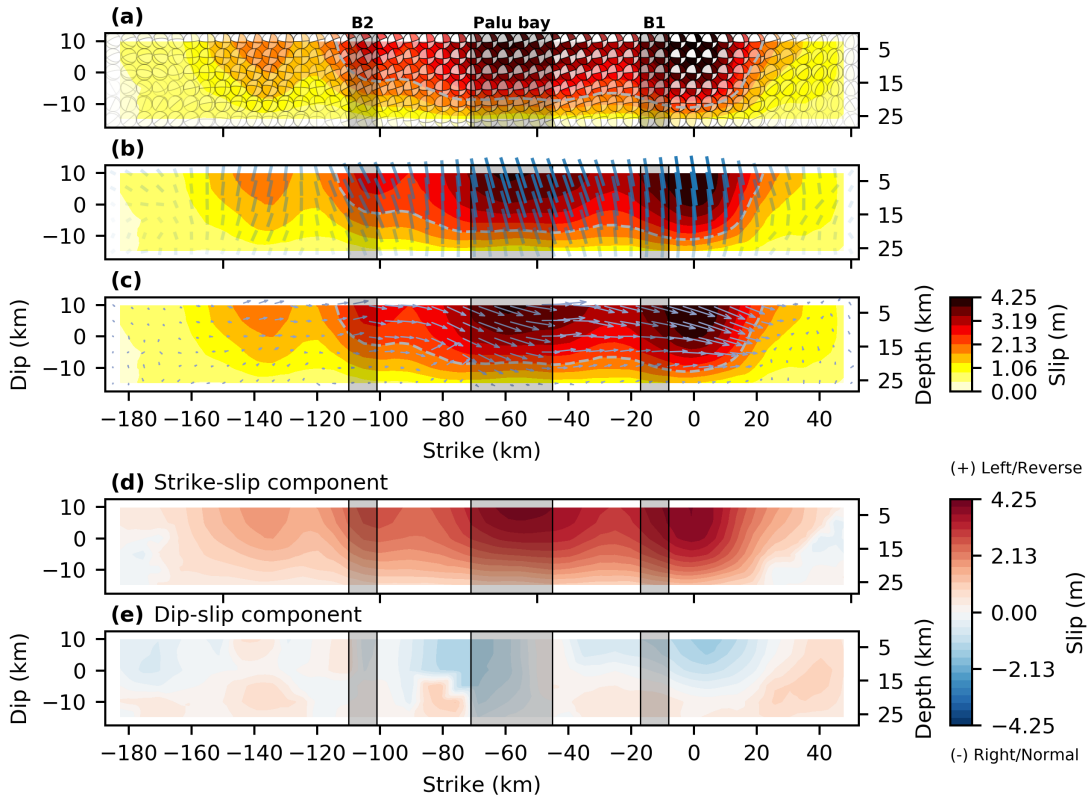 (a) B2 Palu bay B1
10 5
0 15
−10 25
(b)
10 5
0 15
−10 25
(c)
10 5
0 15
−10 25
Dip (km)
Depth (km)
4.25
3.19
2.13
1.06
0.00
Slip (m)
−180 −160 −140 −120 −100 −80 −60 −40 −20 0 20 40
Strike (km)
(d) Strike-slip component
10 5
0 15
−10 25
(e) Dip-slip component
10 5
0 15
−10 25
Dip (km)
Depth (km)
(+) Left/Reverse
4.25
2.13
0.00
−2.13
−4.25
Slip (m)
(-) Right/Normal
−180 −160 −140 −120 −100 −80 −60 −40 −20 0 20 40
Strike (km)